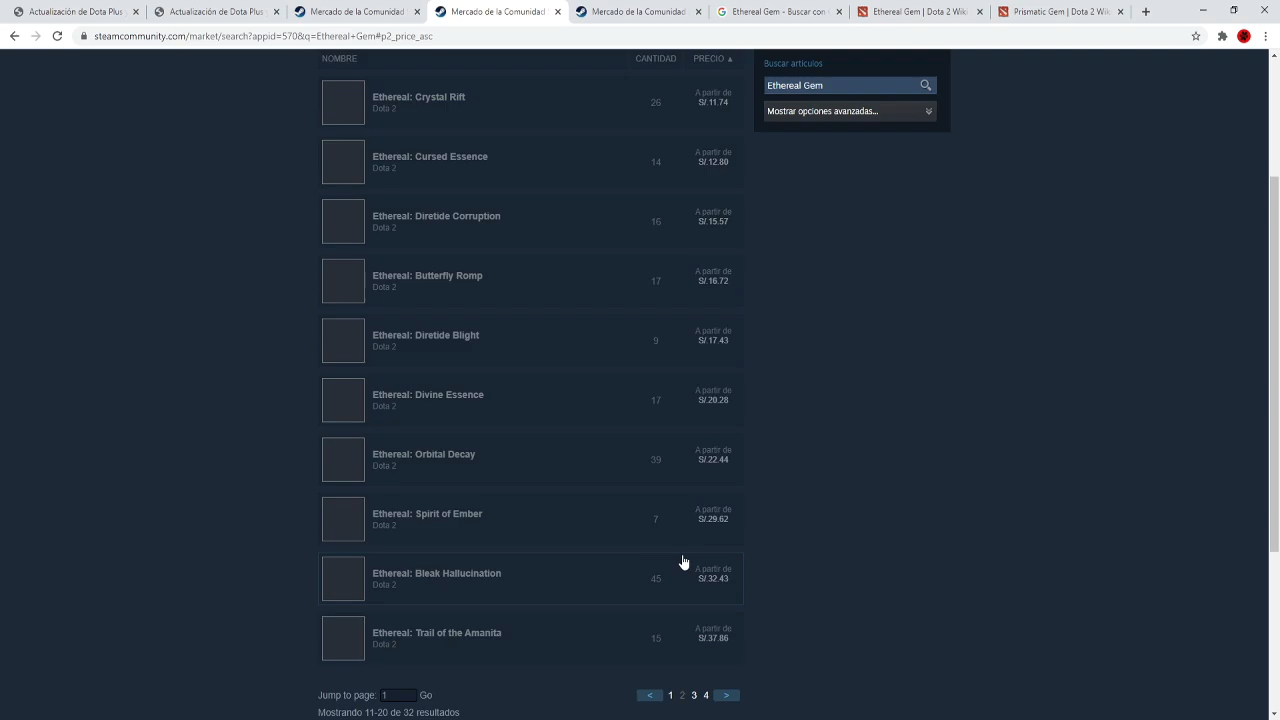 Actualización de Dota Plus
Actualización de Dota Plus
Mercado de la Comunidad
Mercado de la Comunidad
Mercado de la Comunidad
Ethereal Gem - Buscar con
Ethereal Gem | Dota 2 Wiki
Prismatic Gem | Dota 2 Wik
steamcommunity.com/market/search?appid=570&q=Ethereal+Gem#p2_price_asc
NOMBRE CANTIDAD PRECIO ▲
Buscar artículos
Ethereal Gem
Mostrar opciones avanzadas...
Ethereal: Crystal Rift
Dota 2
26
A partir de
S/.11.74
Ethereal: Cursed Essence
Dota 2
14
A partir de
S/.12.80
Ethereal: Diretide Corruption
Dota 2
16
A partir de
S/.15.57
Ethereal: Butterfly Romp
Dota 2
17
A partir de
S/.16.72
Ethereal: Diretide Blight
Dota 2
9
A partir de
S/.17.43
Ethereal: Divine Essence
Dota 2
17
A partir de
S/.20.28
Ethereal: Orbital Decay
Dota 2
39
A partir de
S/.22.44
Ethereal: Spirit of Ember
Dota 2
7
A partir de
S/.29.62
Ethereal: Bleak Hallucination
Dota 2
45
A partir de
S/.32.43
Ethereal: Trail of the Amanita
Dota 2
15
A partir de
S/.37.86
Jump to page: 1 Go
< 1 2 3 4 >
Mostrando 11-20 de 32 resultados